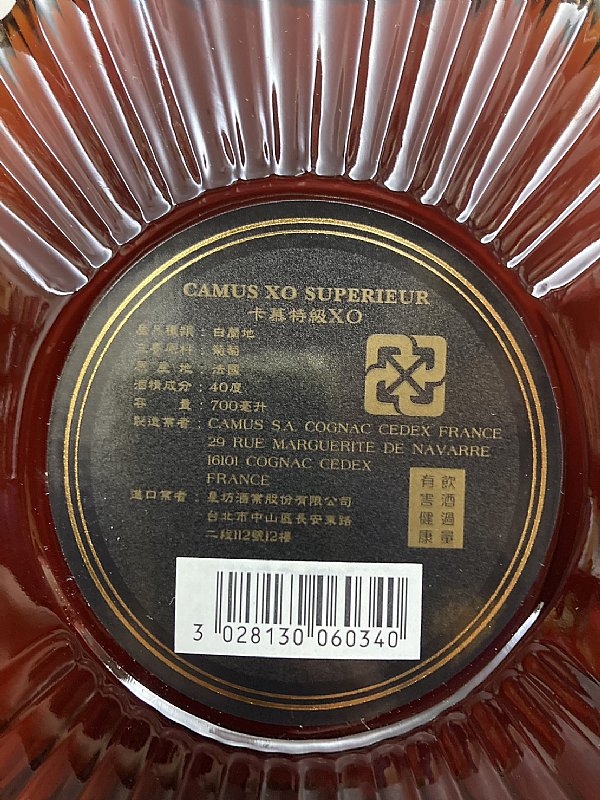 CAMUS XO SUPERIEUR
卡慕特級XO
產品種類：白蘭地
主要原料：葡萄
原產地：法國
酒精成分：40度
容量：700毫升
製造業者：CAMUS S.A. COGNAC CEDEX FRANCE
29 RUE MARGUERITE DE NAVARRE
16101 COGNAC CEDEX
FRANCE
進口業者：星坊酒業股份有限公司
台北市中山區長安東路
二段112號12樓
飲酒過量
有害健康
3 028130 060340